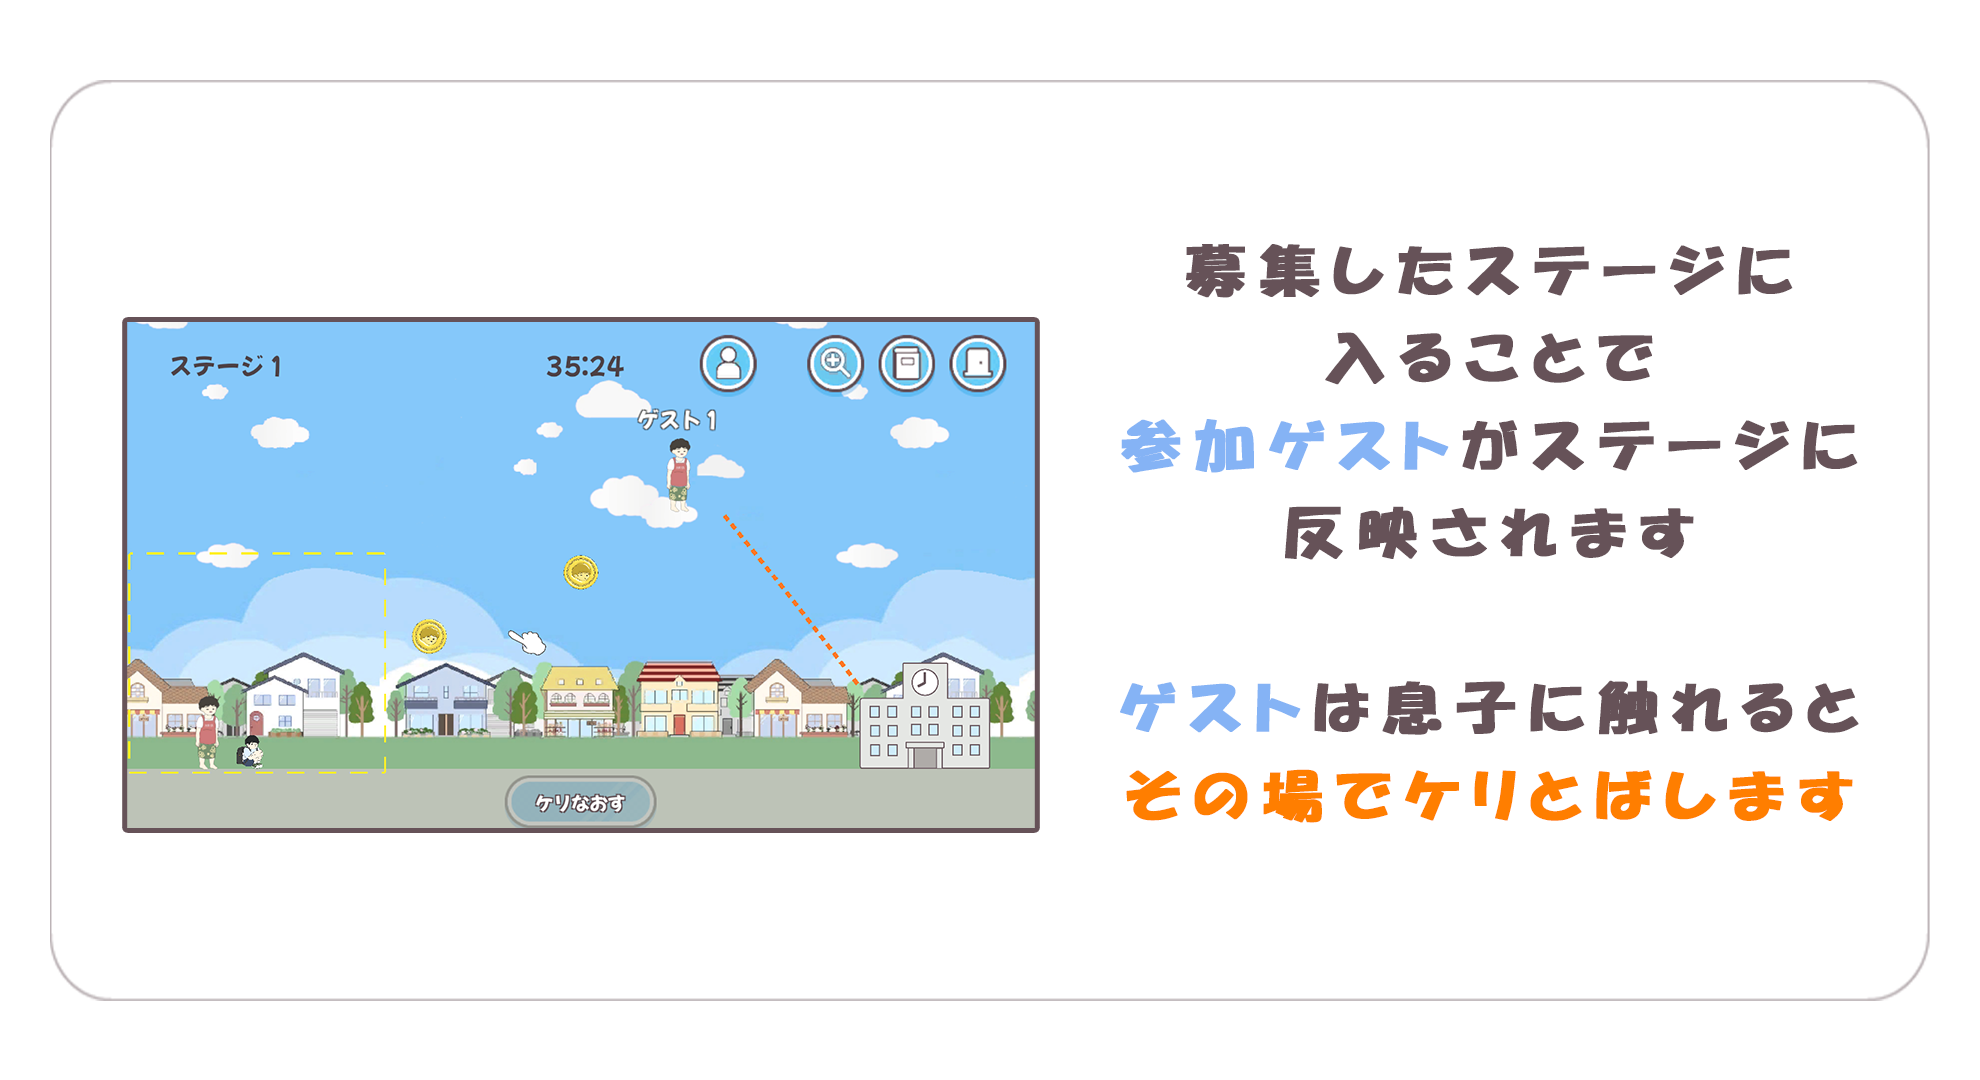 ステージ1
35:24
ゲスト1
ケリなおす
募集したステージに
入ることで
参加ゲストがステージに
反映されます
ゲストは息子に触れると
その場でケリとばします